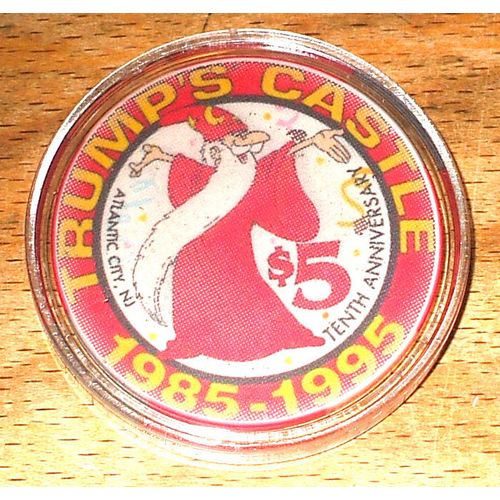 TRUMP'S CASTLE
ATLANTIC CITY, NJ
$5
TENTH ANNIVERSARY
1985-1995